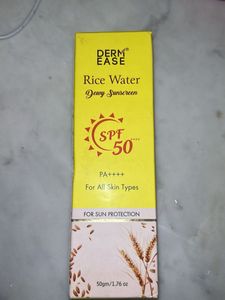 DERM®
EASE
Rice Water
Dewy Sunscreen
SPF
50++++
PA++++
For All Skin Types
FOR SUN PROTECTION
50gm/1.76 oz